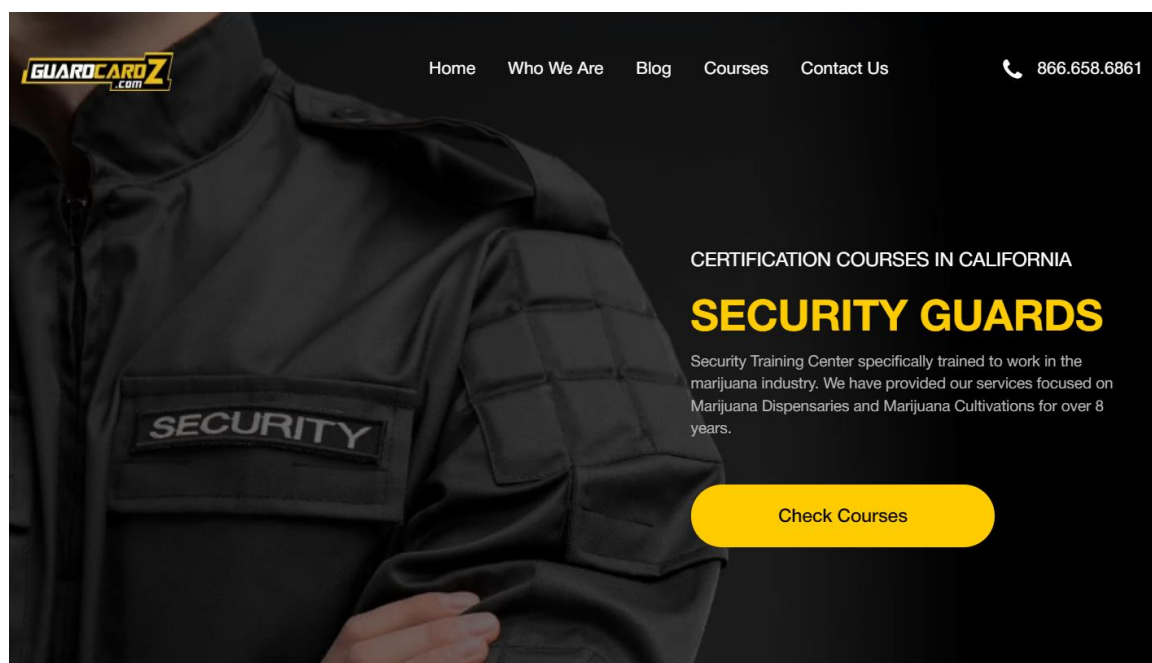 GUARDCARDZ
.com
Home Who We Are Blog Courses Contact Us 866.658.6861
CERTIFICATION COURSES IN CALIFORNIA
SECURITY GUARDS
Security Training Center specifically trained to work in the
marijuana industry. We have provided our services focused on
Marijuana Dispensaries and Marijuana Cultivations for over 8
years.
SECURITY
Check Courses